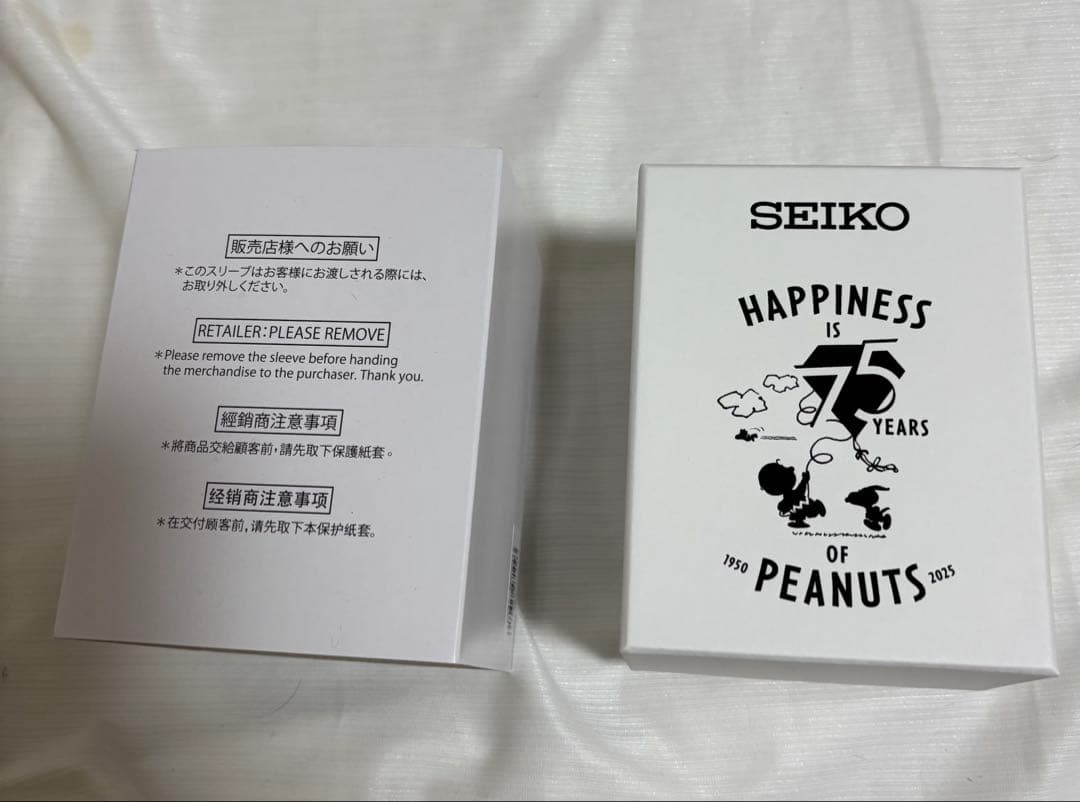 販売店様へのお願い
＊このスリーブはお客様にお渡しされる際には、
お取り外しください。
RETAILER:PLEASE REMOVE
＊Please remove the sleeve before handing
the merchandise to the purchaser. Thank you.
經銷商注意事項
＊將商品交給顧客前，請先取下保護紙套。
经销商注意事项
＊在交付顾客前，请先取下本保护纸套。
SEIKO
HAPPINESS
IS
75
YEARS
OF
PEANUTS
1950
2025